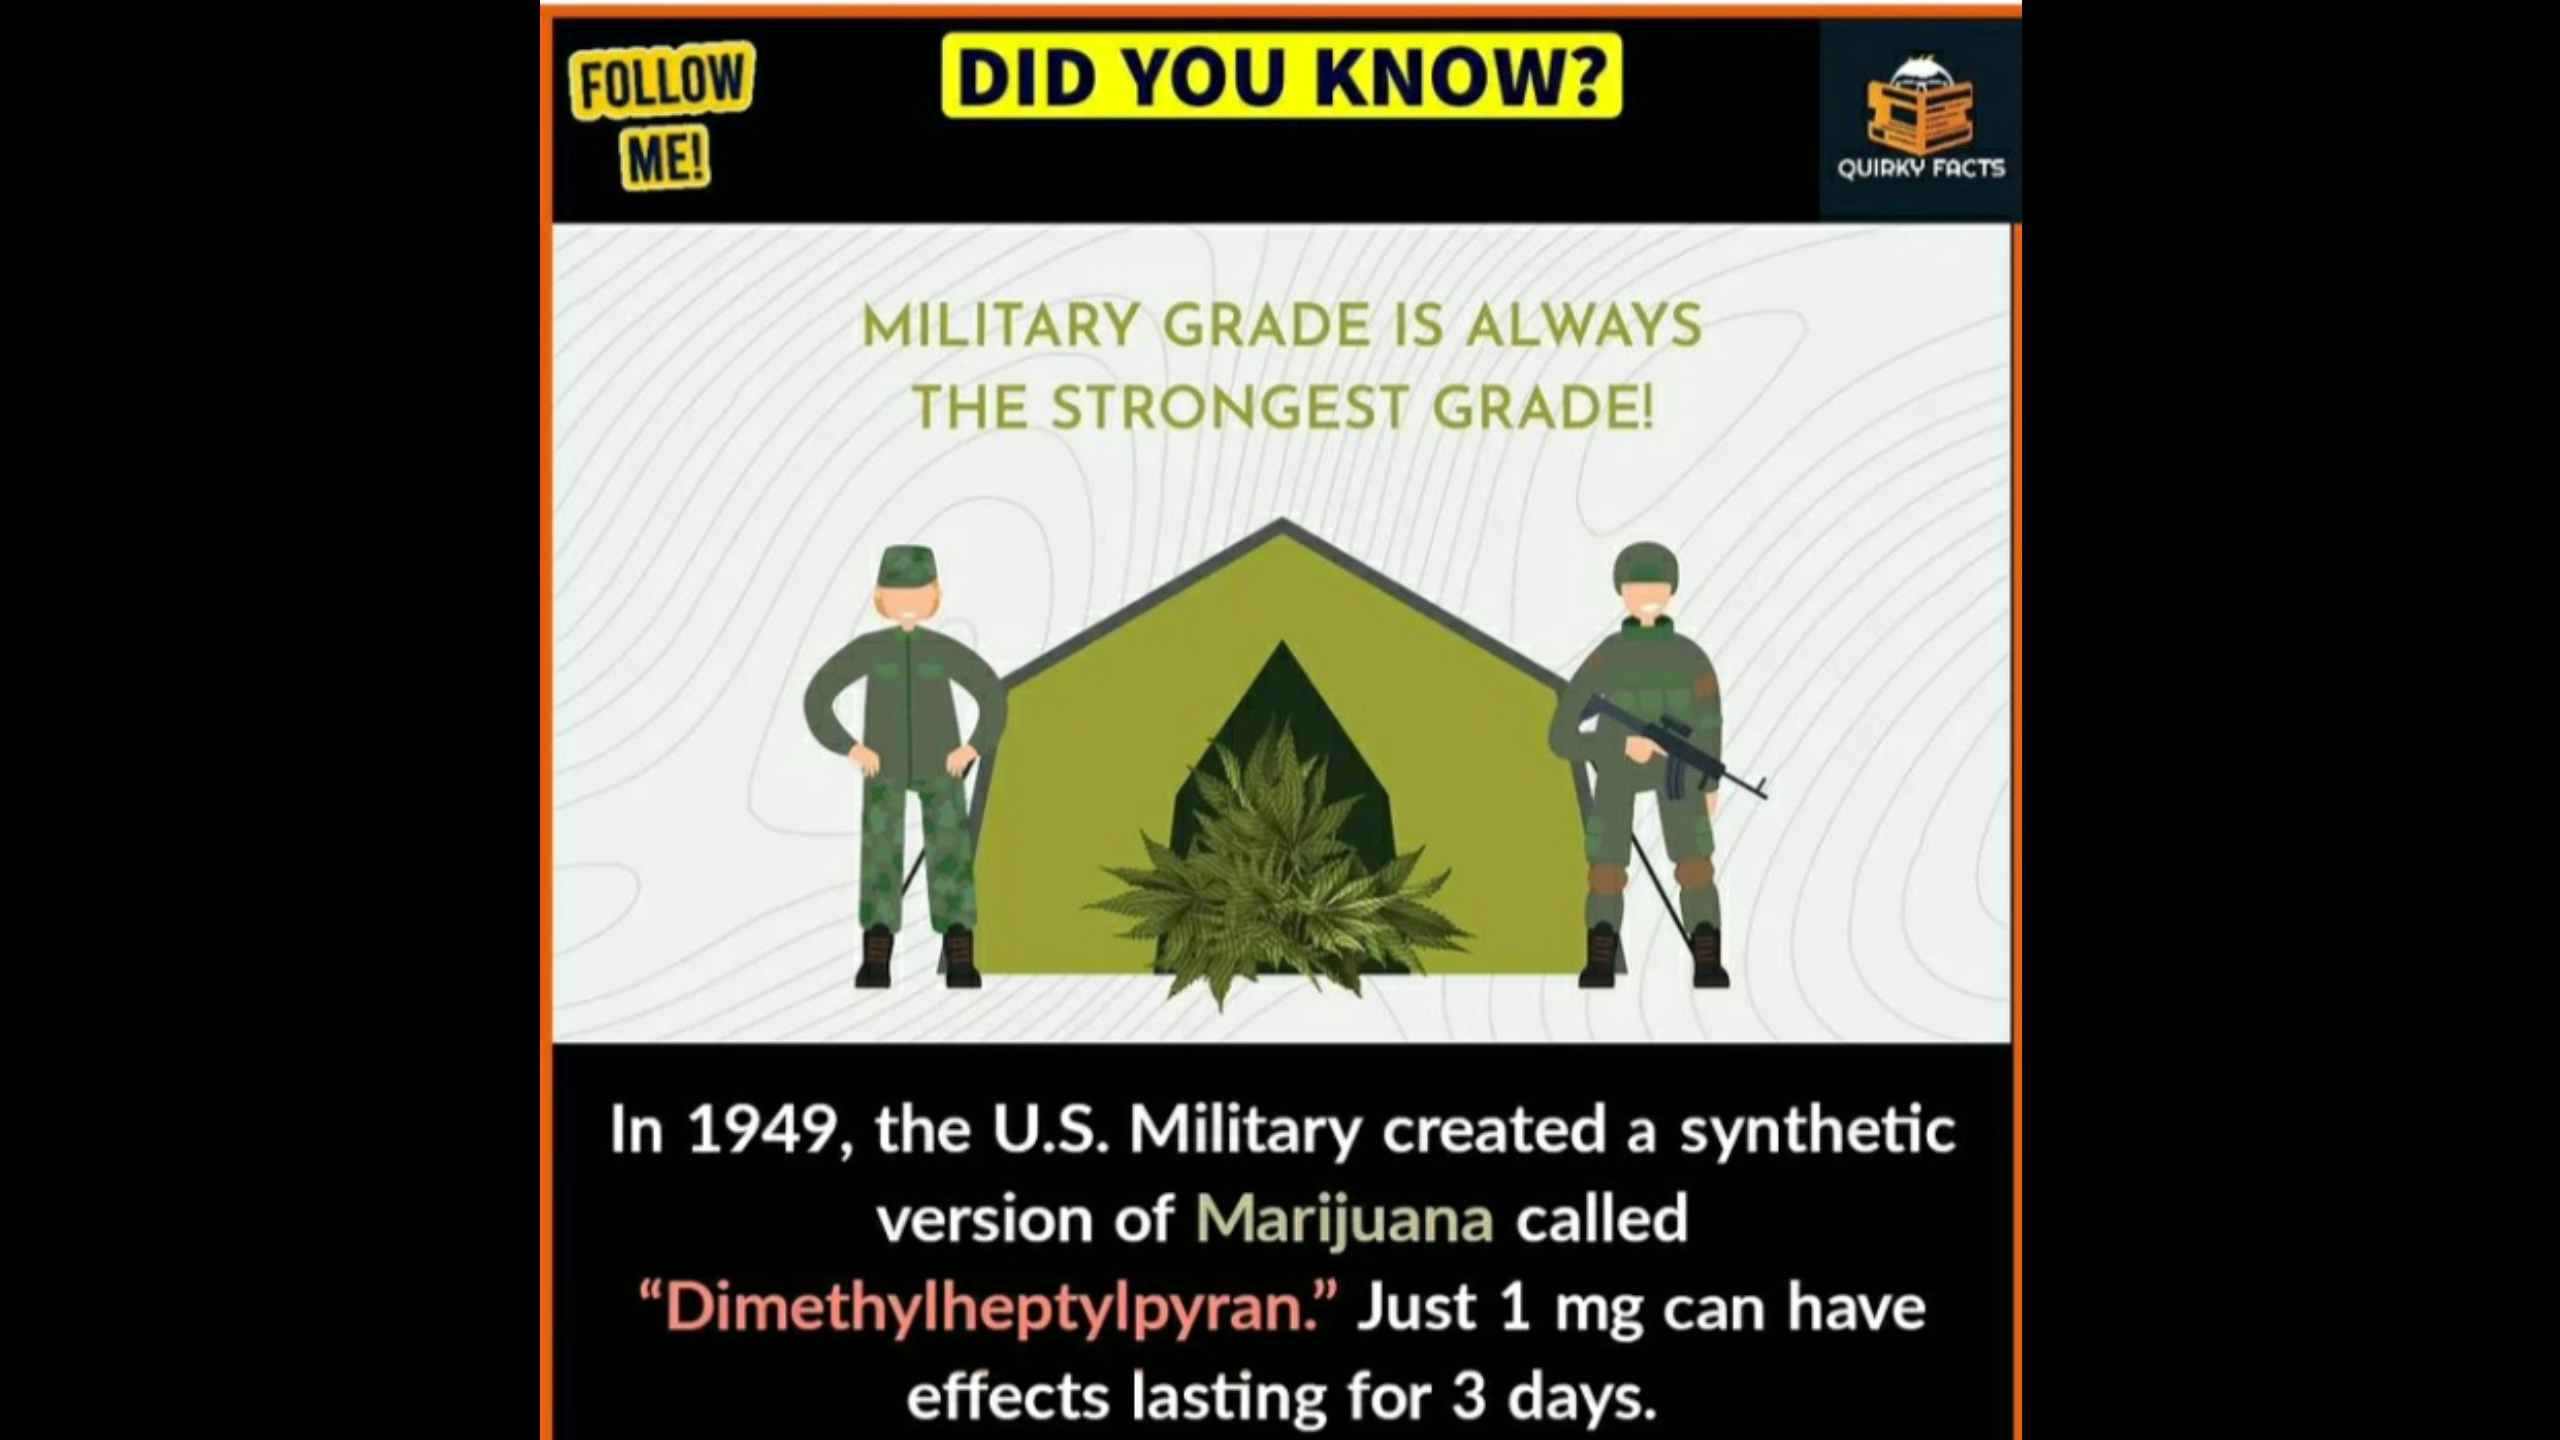 FOLLOW
ME!
DID YOU KNOW?
QUIRKY FACTS
MILITARY GRADE IS ALWAYS
THE STRONGEST GRADE!
In 1949, the U.S. Military created a synthetic
version of Marijuana called
“Dimethylheptylpyran.” Just 1 mg can have
effects lasting for 3 days.